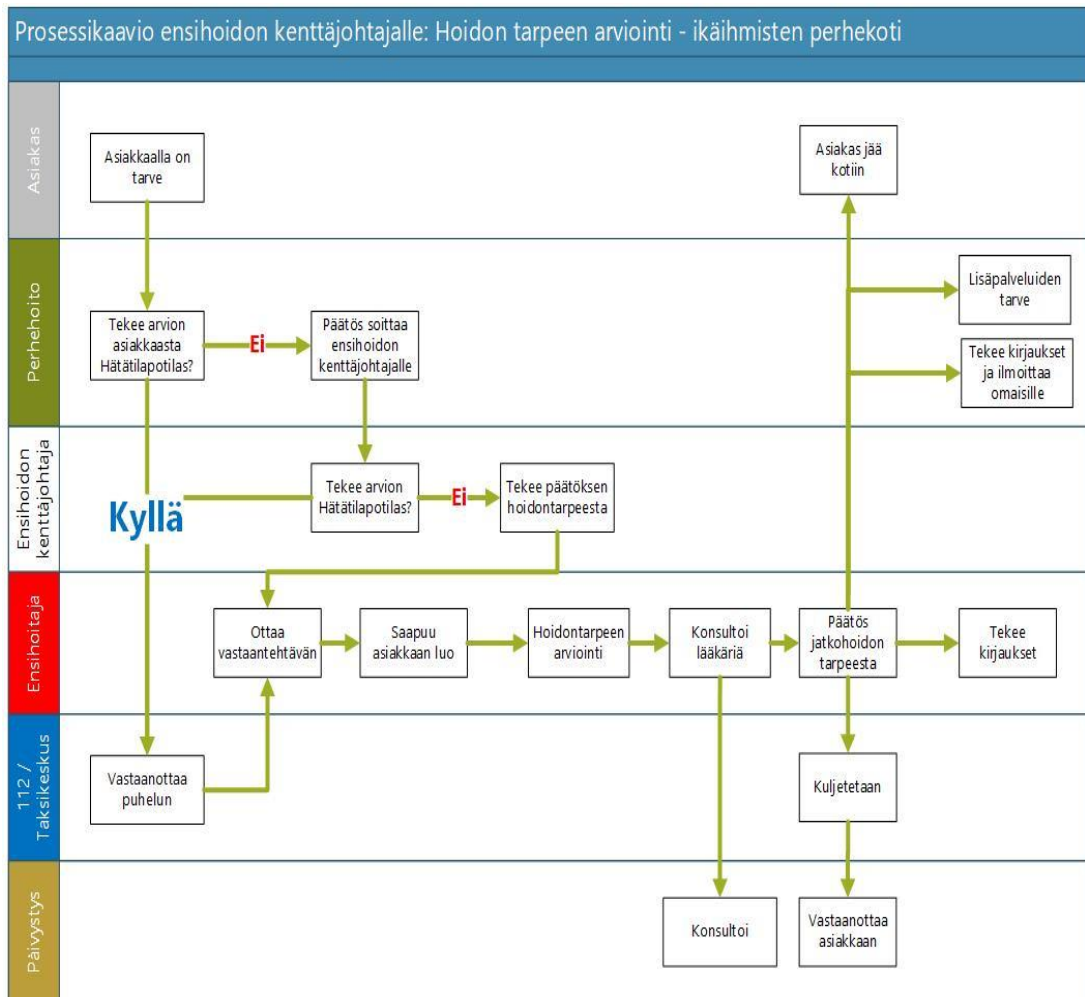 Prosessikaavio ensihoidon kenttäjohtajalle: Hoidon tarpeen arviointi - ikäihmisten perhekoti
Asiakas
Asiakkaalla on
tarve
Asiakas jää
kotiin
Perhehoito
Tekee arvion
asiakkaasta
Hätätilapotilas?
Ei
Päätös soittaa
ensihoidon
kenttäjohtajalle
Lisäpalveluiden
tarve
Tekee kirjaukset
ja ilmoittaa
omaisille
Ensihoidon
kenttäjohtaja
Kyllä
Tekee arvion
Hätätilapotilas?
Ei
Tekee päätöksen
hoidontarpeesta
Ensihoitaja
Ottaa
vastaantehtävän
Saapuu
asiakkaan luo
Hoidontarpeen
arviointi
Konsultoi
lääkäriä
Päätös
jatkohoidon
tarpeesta
Tekee
kirjaukset
112 /
Taksikeskus
Vastaanottaa
puhelun
Kuljetetaan
Päivystys
Konsultoi
Vastaanottaa
asiakkaan